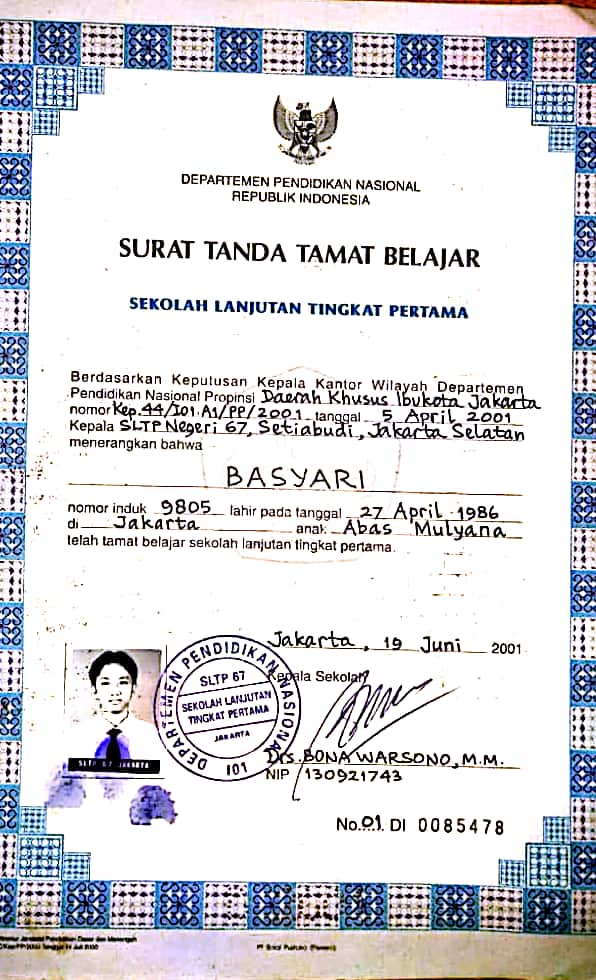 DEPARTEMEN PENDIDIKAN NASIONAL
REPUBLIK INDONESIA
SURAT TANDA TAMAT BELAJAR
SEKOLAH LANJUTAN TINGKAT PERTAMA
Berdasarkan Keputusan Kepala Kantor Wilayah Departemen
Pendidikan Nasional Propinsi Daerah Khusus Ibukota Jakarta
nomor Kep.44/I01.A1/PP/2001 tanggal 5 April 2001
Kepala SLTP Negeri 67, Setiabudi, Jakarta Selatan
menerangkan bahwa
BASYARI
nomor induk 9805 lahir pada tanggal 27 April 1986
di Jakarta anak Abas Mulyana
telah tamat belajar sekolah lanjutan tingkat pertama.
Jakarta, 19 Juni 2001
Kepala Sekolah
DEPARTEMEN PENDIDIKAN NASIONAL
SLTP 67
SEKOLAH LANJUTAN
TINGKAT PERTAMA
JAKARTA
I01
SLTP 67 JAKARTA
Drs. BONA WARSONO, M.M.
NIP 130921743
No. 01. DI 0085478